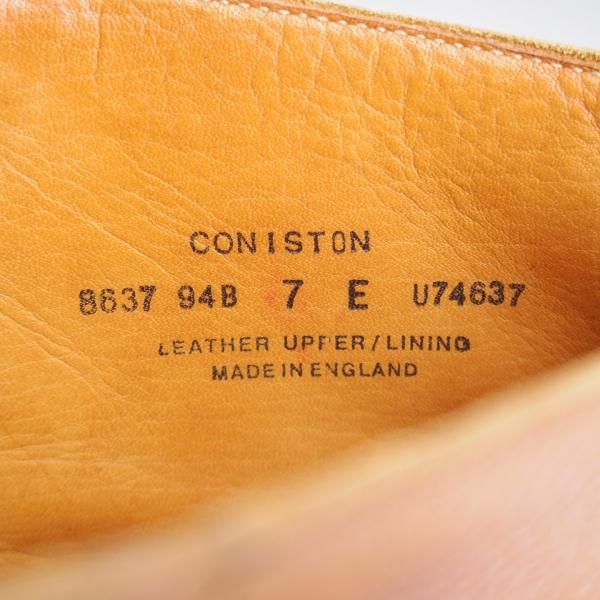 CONISTON
8637 94B 7 E U74637
LEATHER UPPER/LINING
MADE IN ENGLAND